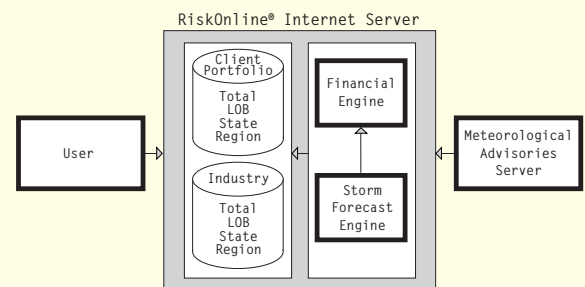 RiskOnline® Internet Server
Client
Portfolio
Total
LOB
State
Region
Industry
Total
LOB
State
Region
Financial
Engine
Storm
Forecast
Engine
User
Meteorological
Advisories
Server